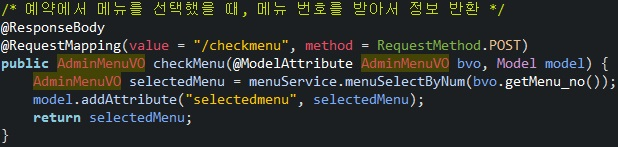 /* 예약에서 메뉴를 선택했을 때, 메뉴 번호를 받아서 정보 반환 */
@ResponseBody
@RequestMapping(value = "/checkmenu", method = RequestMethod.POST)
public AdminMenuVO checkMenu(@ModelAttribute AdminMenuVO bvo, Model model) {
    AdminMenuVO selectedMenu = menuService.menuSelectByNum(bvo.getMenu_no());
    model.addAttribute("selectedmenu", selectedMenu);
    return selectedMenu;
}